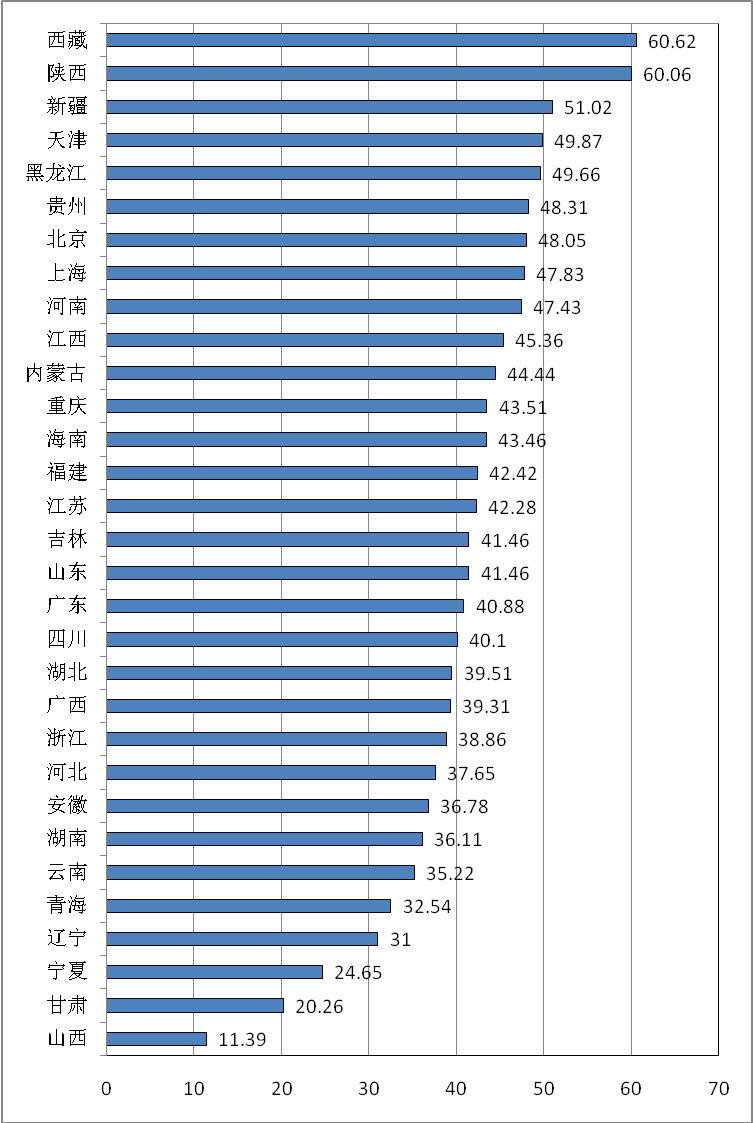 西藏 60.62
陕西 60.06
新疆 51.02
天津 49.87
黑龙江 49.66
贵州 48.31
北京 48.05
上海 47.83
河南 47.43
江西 45.36
内蒙古 44.44
重庆 43.51
海南 43.46
福建 42.42
江苏 42.28
吉林 41.46
山东 41.46
广东 40.88
四川 40.1
湖北 39.51
广西 39.31
浙江 38.86
河北 37.65
安徽 36.78
湖南 36.11
云南 35.22
青海 32.54
辽宁 31
宁夏 24.65
甘肃 20.26
山西 11.39
0 10 20 30 40 50 60 70